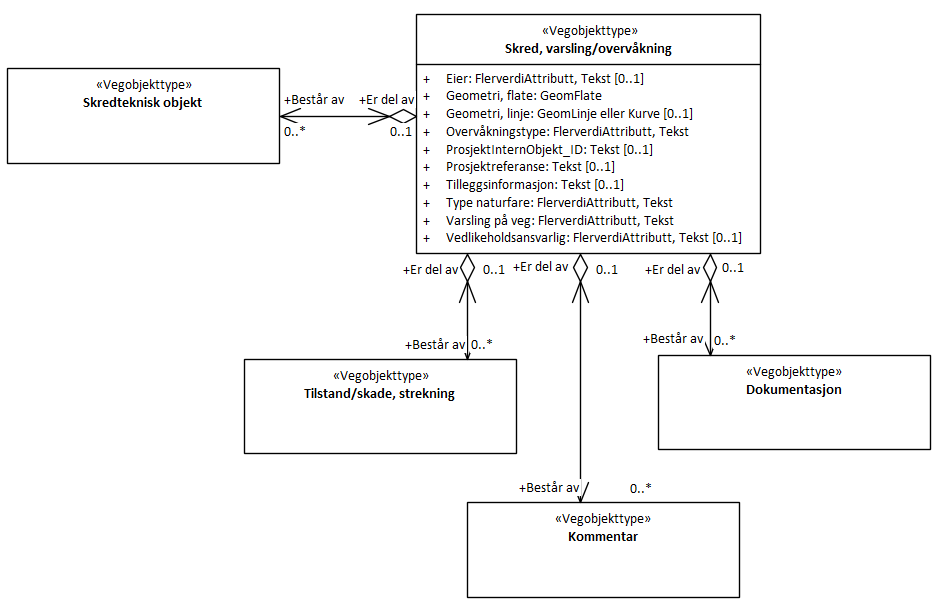 «Vegobjekttype»
Skred, varsling/overvåkning
+ Eier: FlerverdiAttributt, Tekst [0..1]
+ Geometri, flate: GeomFlate
+ Geometri, linje: GeomLinje eller Kurve [0..1]
+ Overvåkningstype: FlerverdiAttributt, Tekst
+ ProsjektInternObjekt_ID: Tekst [0..1]
+ Prosjektreferanse: Tekst [0..1]
+ Tilleggsinformasjon: Tekst [0..1]
+ Type naturfare: FlerverdiAttributt, Tekst
+ Varsling på veg: FlerverdiAttributt, Tekst
+ Vedlikeholdsansvarlig: FlerverdiAttributt, Tekst [0..1]
«Vegobjekttype»
Skredteknisk objekt
+Består av
0..*
+Er del av
0..1
+Er del av
0..1
+Er del av
0..1
+Er del av
0..1
+Består av
0..*
+Består av
0..*
«Vegobjekttype»
Tilstand/skade, strekning
«Vegobjekttype»
Dokumentasjon
+Består av
0..*
«Vegobjekttype»
Kommentar